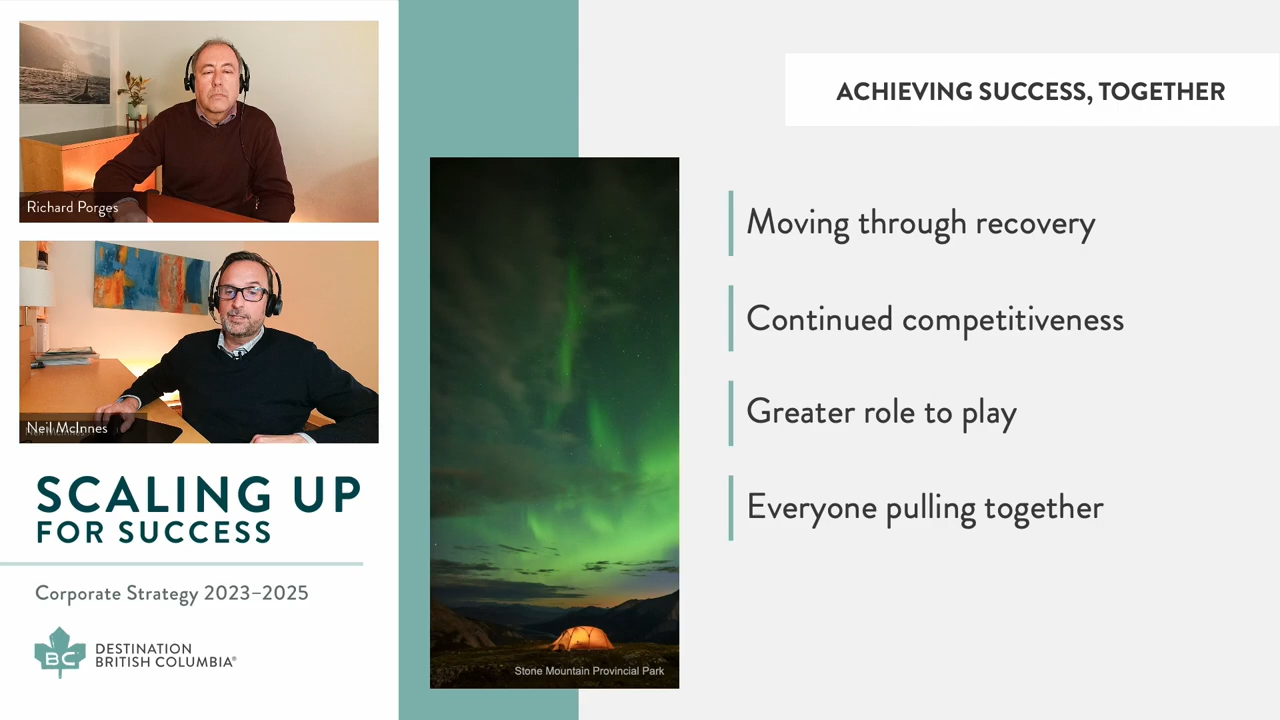 Richard Porges
Neil McInnes
SCALING UP
FOR SUCCESS
Corporate Strategy 2023–2025
BC
DESTINATION
BRITISH COLUMBIA®
ACHIEVING SUCCESS, TOGETHER
Moving through recovery
Continued competitiveness
Greater role to play
Everyone pulling together
Stone Mountain Provincial Park